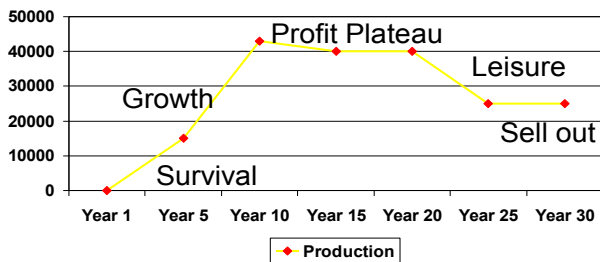 50000
40000
30000
20000
10000
0
Profit Plateau
Leisure
Growth
Sell out
Survival
Year 1 Year 5 Year 10 Year 15 Year 20 Year 25 Year 30
Production